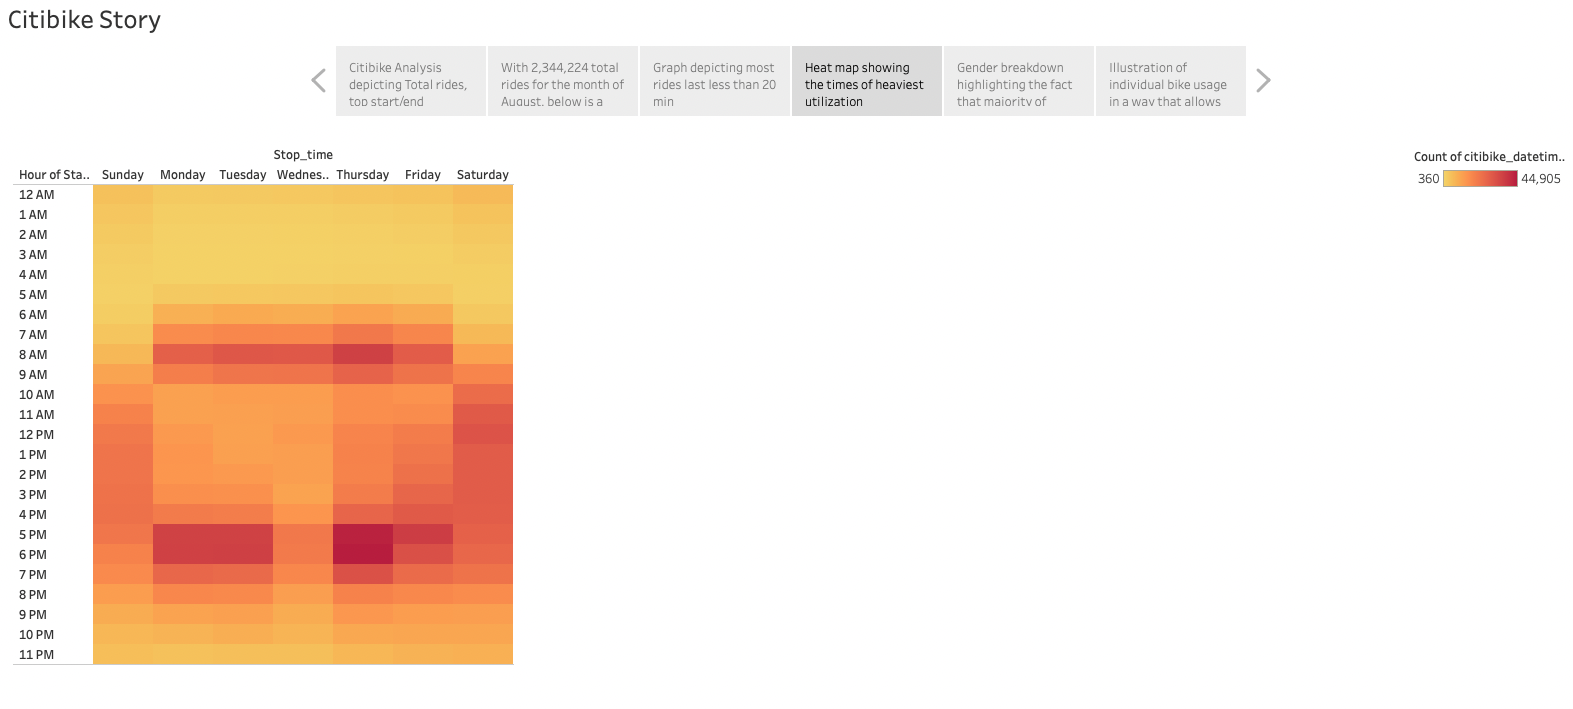 Citibike Story
Citibike Analysis
depicting Total rides,
top start/end
With 2,344,224 total
rides for the month of
August, below is a
Graph depicting most
rides last less than 20
min
Heat map showing
the times of heaviest
utilization
Gender breakdown
highlighting the fact
that majority of
Illustration of
individual bike usage
in a way that allows
Stop_time
Hour of Sta.. Sunday Monday Tuesday Wednes.. Thursday Friday Saturday
12 AM
1 AM
2 AM
3 AM
4 AM
5 AM
6 AM
7 AM
8 AM
9 AM
10 AM
11 AM
12 PM
1 PM
2 PM
3 PM
4 PM
5 PM
6 PM
7 PM
8 PM
9 PM
10 PM
11 PM
Count of citibike_datetim..
360 44,905